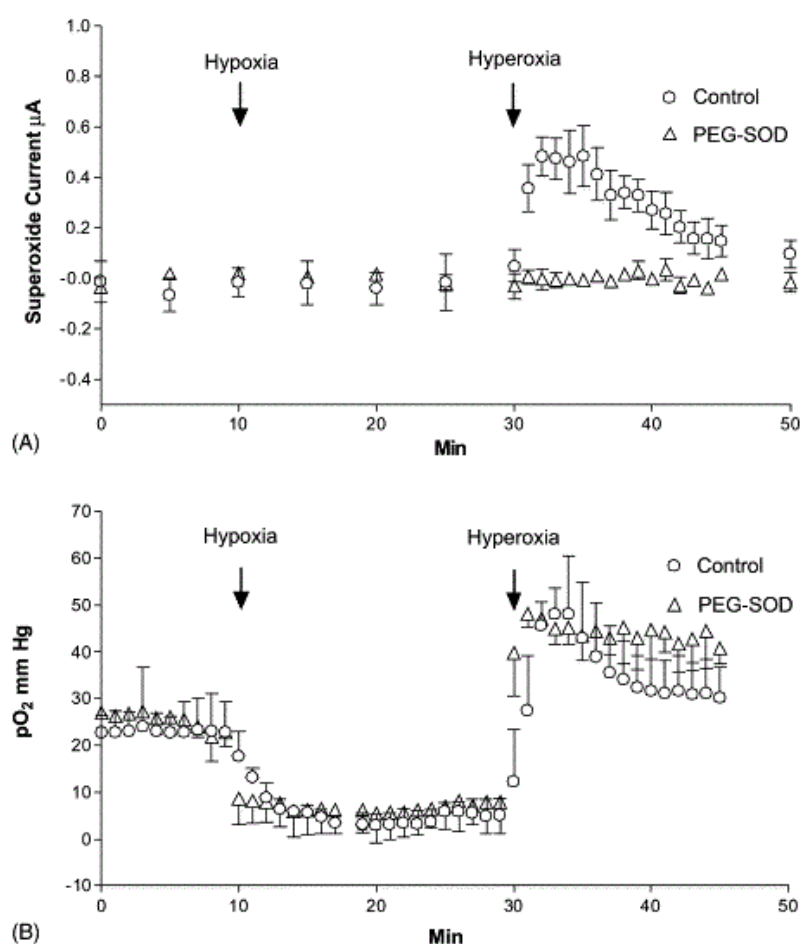 1.0
0.8
0.6
0.4
0.2
-0.0
-0.2
-0.4
Superoxide Current μA
Hypoxia
Hyperoxia
Control
PEG-SOD
0 10 20 30 40 50
Min
(A)
70
60
50
40
30
20
10
0
-10
pO₂ mm Hg
Hypoxia
Hyperoxia
Control
PEG-SOD
0 10 20 30 40 50
Min
(B)